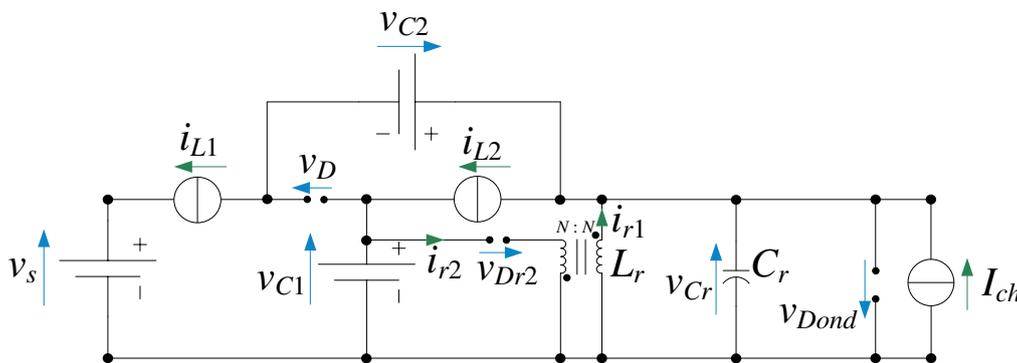 vC2
− +
iL1 vD iL2
N : N ir1
+ + ir2 vDr2 Lr Cr
vs vC1 vCr vDond Ich
− −